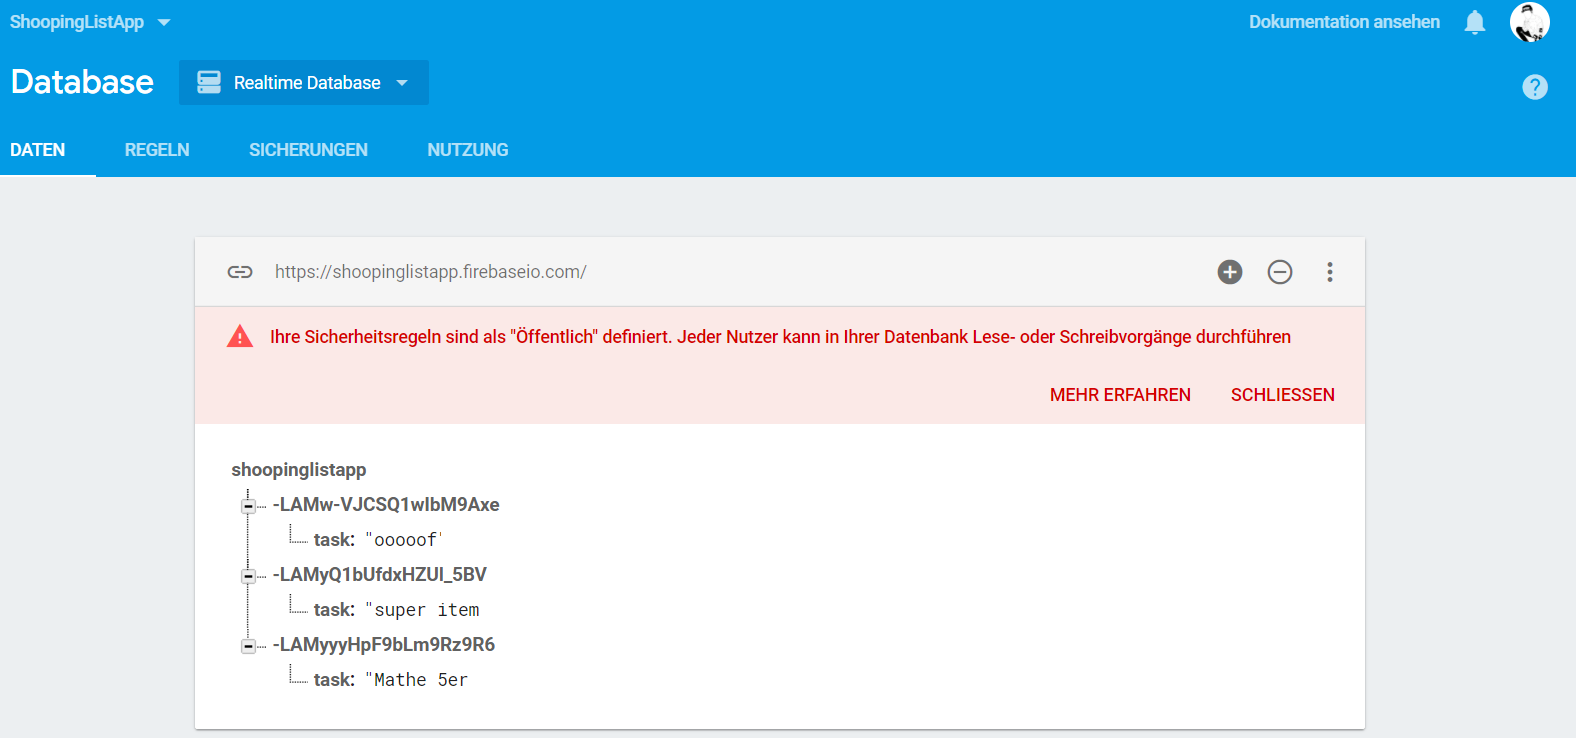 ShoopingListApp
Dokumentation ansehen
Database
Realtime Database
DATEN REGELN SICHERUNGEN NUTZUNG
https://shoopinglistapp.firebaseio.com/
Ihre Sicherheitsregeln sind als "Öffentlich" definiert. Jeder Nutzer kann in Ihrer Datenbank Lese- oder Schreibvorgänge durchführen
MEHR ERFAHREN SCHLIESSEN
shoopinglistapp
-LAMw-VJCSQ1wIbM9Axe
task: "ooooof'
-LAMyQ1bUfdxHZUI_5BV
task: "super item
-LAMyyyHpF9bLm9Rz9R6
task: "Mathe 5er